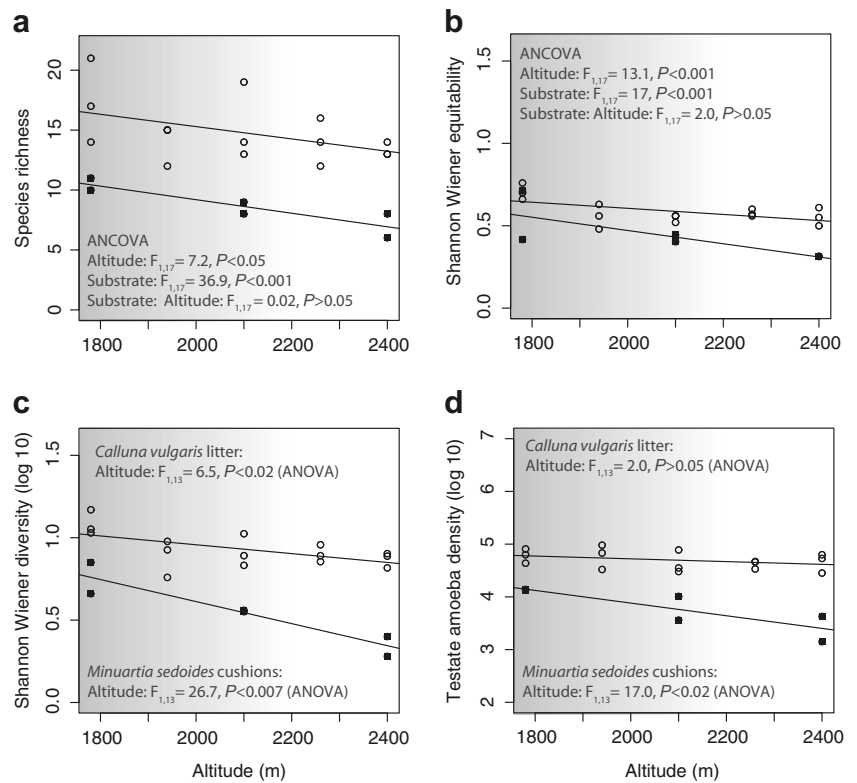 a
Species richness
20
15
10
5
0
ANCOVA
Altitude: F1,17= 7.2, P<0.05
Substrate: F1,17= 36.9, P<0.001
Substrate: Altitude: F1,17= 0.02, P>0.05
1800 2000 2200 2400
b
Shannon Wiener equitability
1.5
1.0
0.5
0.0
ANCOVA
Altitude: F1,17= 13.1, P<0.001
Substrate: F1,17= 17, P<0.001
Substrate: Altitude: F1,17= 2.0, P>0.05
1800 2000 2200 2400
c
Shannon Wiener diversity (log 10)
1.5
1.0
0.5
0.0
Calluna vulgaris litter:
Altitude: F1,13= 6.5, P<0.02 (ANOVA)
Minuartia sedoides cushions:
Altitude: F1,13= 26.7, P<0.007 (ANOVA)
1800 2000 2200 2400
Altitude (m)
d
Testate amoeba density (log 10)
7
6
5
4
3
2
Calluna vulgaris litter:
Altitude: F1,13= 2.0, P>0.05 (ANOVA)
Minuartia sedoides cushions:
Altitude: F1,13= 17.0, P<0.02 (ANOVA)
1800 2000 2200 2400
Altitude (m)